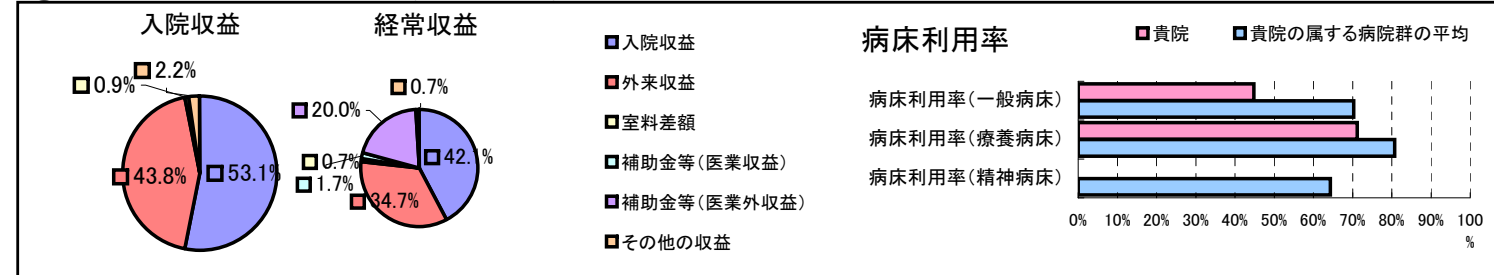 入院収益
2.2%
0.9%
43.8%
53.1%
経常収益
0.7%
20.0%
0.7%
1.7%
34.7%
42.1%
入院収益
外来収益
室料差額
補助金等(医業収益)
補助金等(医業外収益)
その他の収益
病床利用率
貴院 貴院の属する病院群の平均
病床利用率(一般病床)
病床利用率(療養病床)
病床利用率(精神病床)
0% 10% 20% 30% 40% 50% 60% 70% 80% 90% 100
%